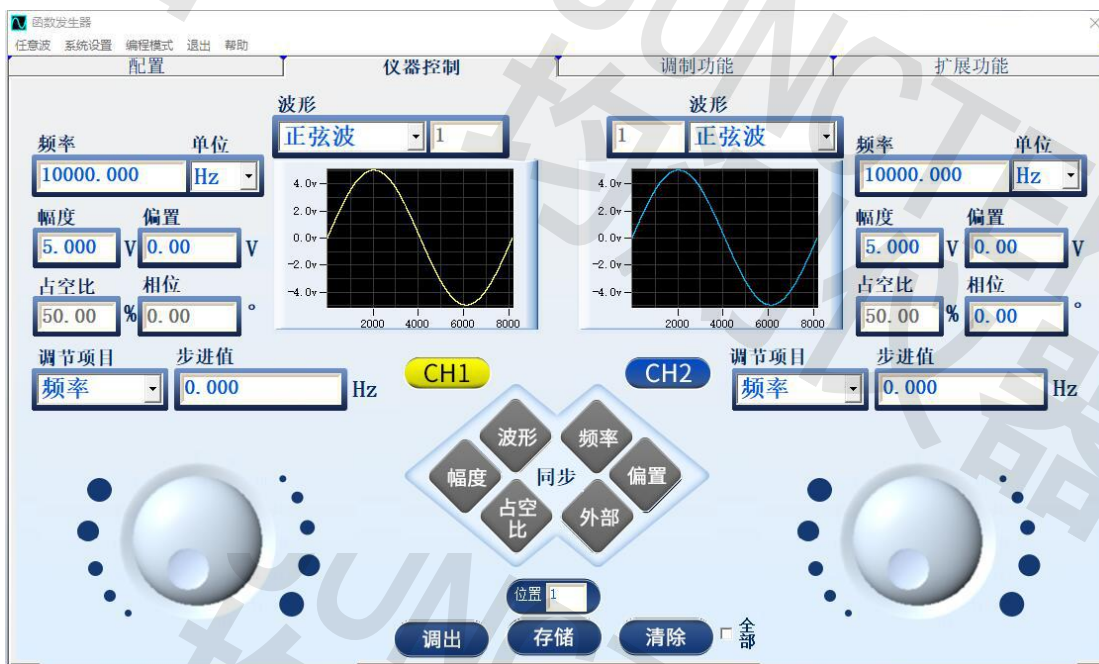 函数发生器
任意波 系统设置 编程模式 退出 帮助
配置 仪器控制 调制功能 扩展功能
波形 波形
正弦波 1 1 正弦波
频率 单位 频率 单位
10000.000 Hz 10000.000 Hz
幅度 偏置 幅度 偏置
5.000 V 0.00 V 5.000 V 0.00 V
占空比 相位 占空比 相位
50.00 % 0.00 ° 50.00 % 0.00 °
4.0v 4.0v
2.0v 2.0v
0.0v 0.0v
-2.0v -2.0v
-4.0v -4.0v
2000 4000 6000 8000 2000 4000 6000 8000
调节项目 步进值 CH1 CH2 调节项目 步进值
频率 0.000 Hz 频率 0.000 Hz
波形 频率
幅度 同步 偏置
占空比 外部
位置 1
调出 存储 清除 全部
JUNCTEK
均测仪器